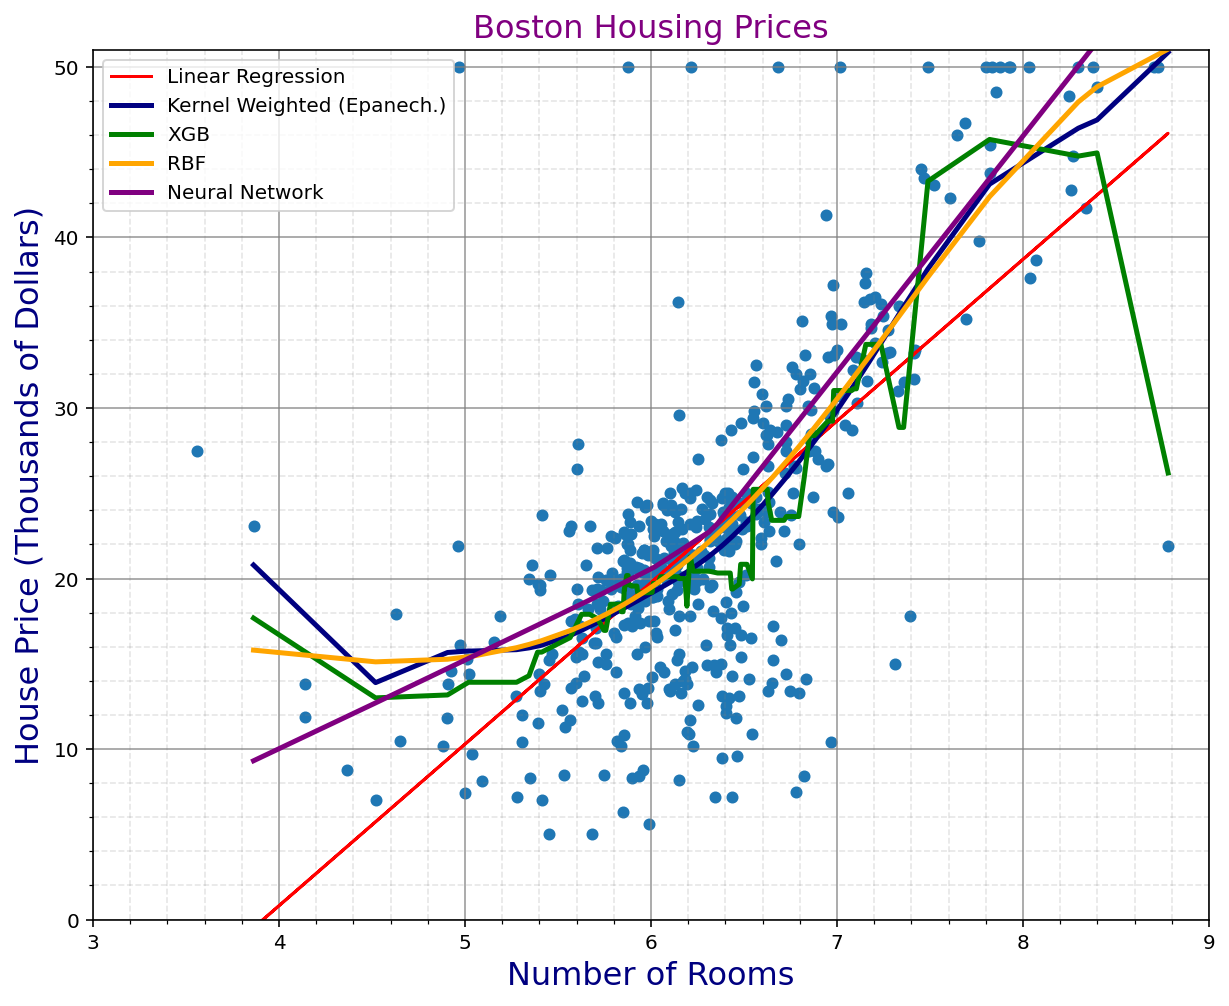 Boston Housing Prices
Linear Regression
Kernel Weighted (Epanech.)
XGB
RBF
Neural Network
House Price (Thousands of Dollars)
50
40
30
20
10
0
3 4 5 6 7 8 9
Number of Rooms